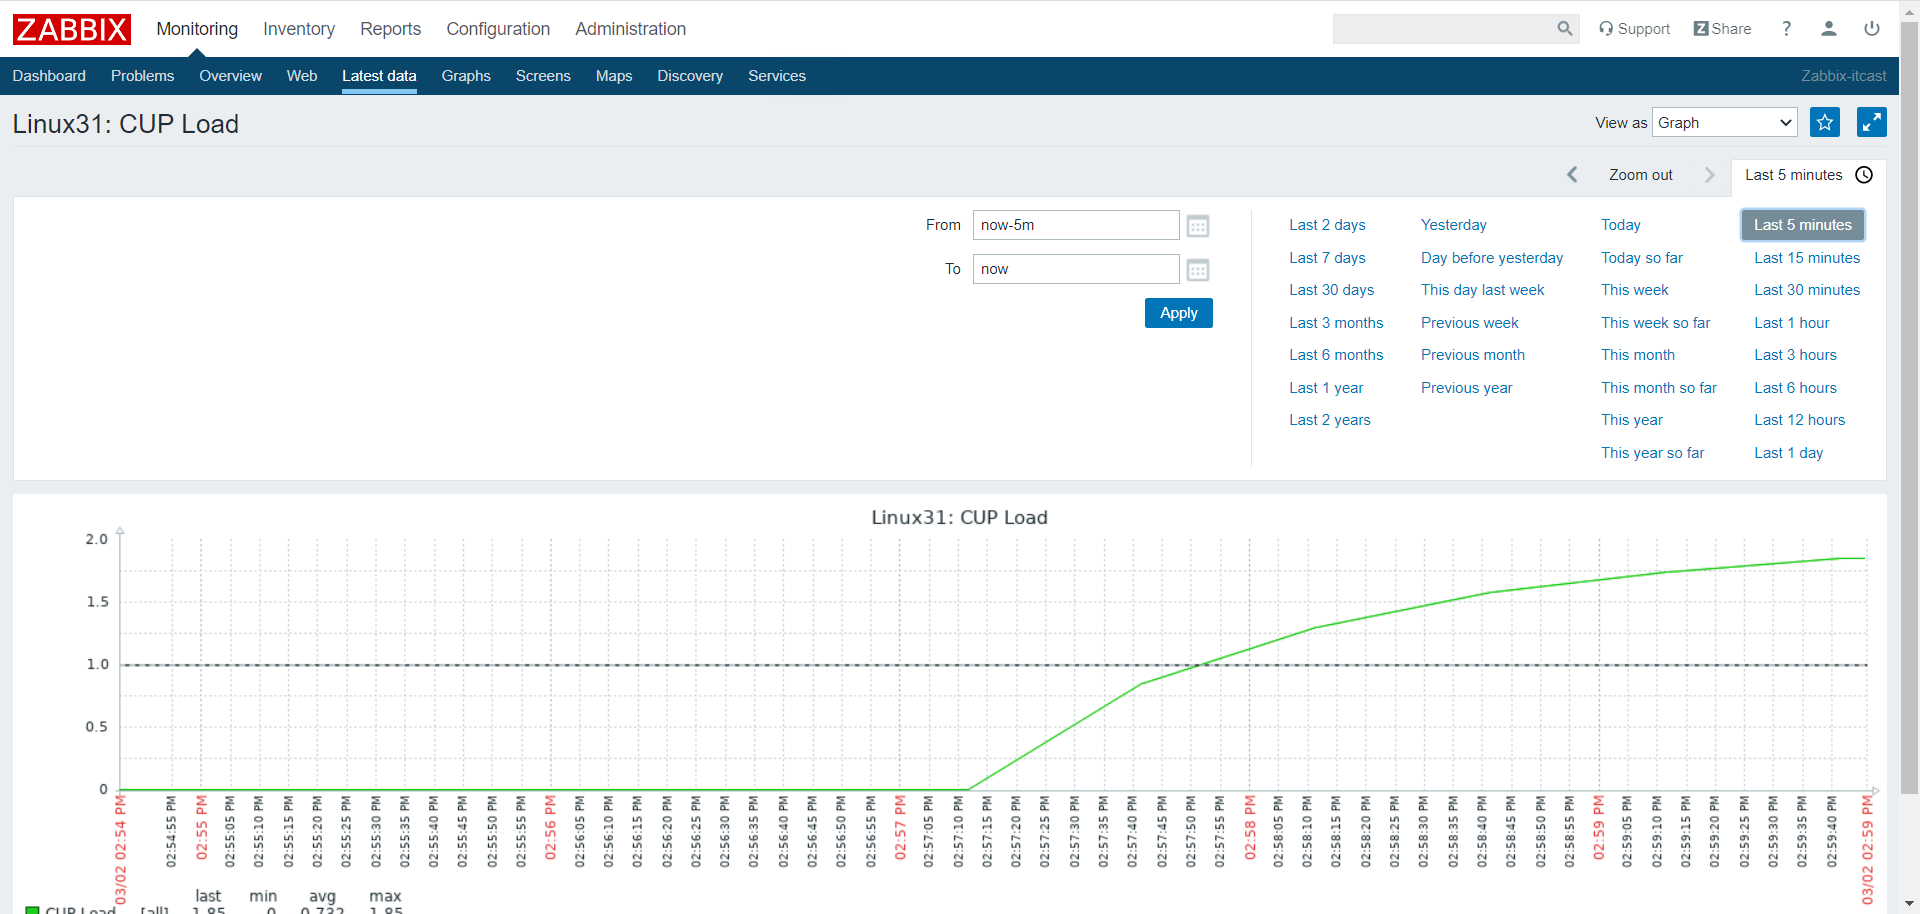 ZABBIX Monitoring Inventory Reports Configuration Administration Support Z Share ?
Dashboard Problems Overview Web Latest data Graphs Screens Maps Discovery Services Zabbix-itcast
Linux31: CUP Load
View as Graph
Zoom out Last 5 minutes
From now-5m
To now
Apply
Last 2 days Yesterday Today Last 5 minutes
Last 7 days Day before yesterday Today so far Last 15 minutes
Last 30 days This day last week This week Last 30 minutes
Last 3 months Previous week This week so far Last 1 hour
Last 6 months Previous month This month Last 3 hours
Last 1 year Previous year This month so far Last 6 hours
Last 2 years This year Last 12 hours
This year so far Last 1 day
Linux31: CUP Load
2.0
1.5
1.0
0.5
0
03/02 02:54 PM
02:54:55 PM
02:55 PM
02:55:05 PM
02:55:10 PM
02:55:15 PM
02:55:20 PM
02:55:25 PM
02:55:30 PM
02:55:35 PM
02:55:40 PM
02:55:45 PM
02:55:50 PM
02:55:55 PM
02:56 PM
02:56:05 PM
02:56:10 PM
02:56:15 PM
02:56:20 PM
02:56:25 PM
02:56:30 PM
02:56:35 PM
02:56:40 PM
02:56:45 PM
02:56:50 PM
02:56:55 PM
02:57 PM
02:57:05 PM
02:57:10 PM
02:57:15 PM
02:57:20 PM
02:57:25 PM
02:57:30 PM
02:57:35 PM
02:57:40 PM
02:57:45 PM
02:57:50 PM
02:57:55 PM
02:58 PM
02:58:05 PM
02:58:10 PM
02:58:15 PM
02:58:20 PM
02:58:25 PM
02:58:30 PM
02:58:35 PM
02:58:40 PM
02:58:45 PM
02:58:50 PM
02:58:55 PM
02:59 PM
02:59:05 PM
02:59:10 PM
02:59:15 PM
02:59:20 PM
02:59:25 PM
02:59:30 PM
02:59:35 PM
02:59:40 PM
03/02 02:59 PM
last min avg max
CUP Load [all] 1.85 0 0.732 1.85